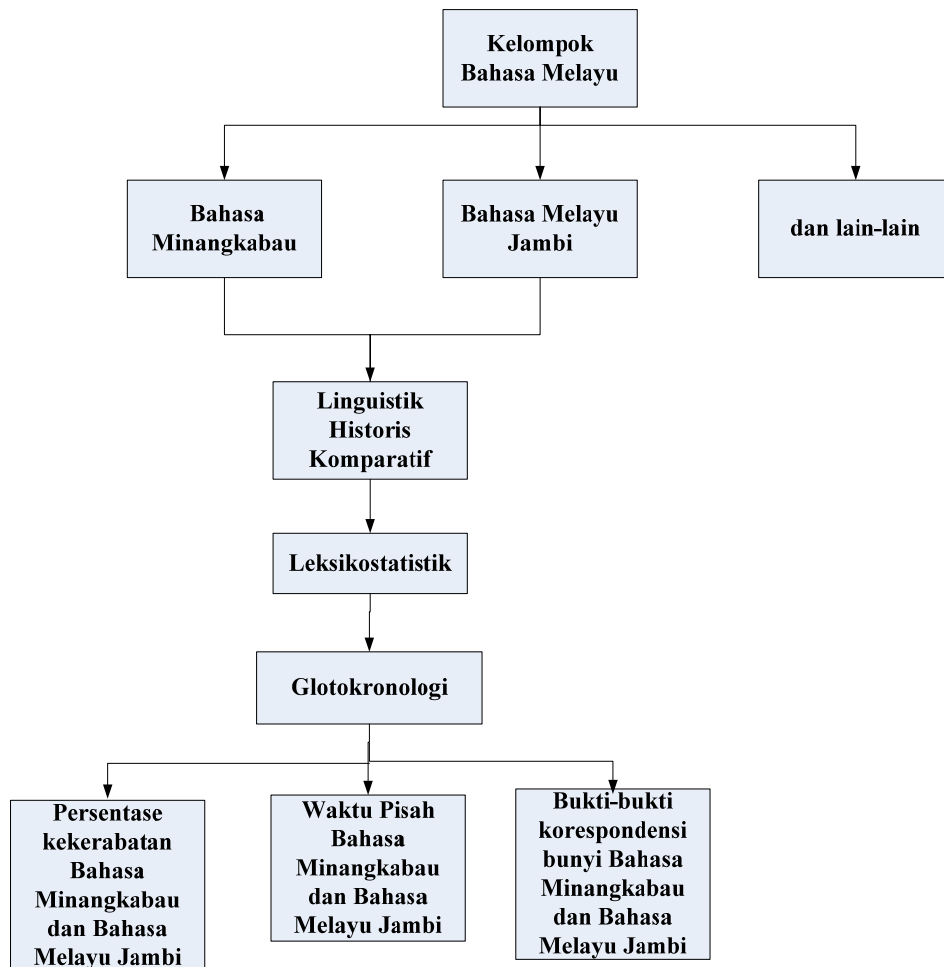 Kelompok
Bahasa Melayu
Bahasa
Minangkabau
Bahasa Melayu
Jambi
dan lain-lain
Linguistik
Historis
Komparatif
Leksikostatistik
Glotokronologi
Persentase
kekerabatan
Bahasa
Minangkabau
dan Bahasa
Melayu Jambi
Waktu Pisah
Bahasa
Minangkabau
dan Bahasa
Melayu Jambi
Bukti-bukti
korespondensi
bunyi Bahasa
Minangkabau
dan Bahasa
Melayu Jambi